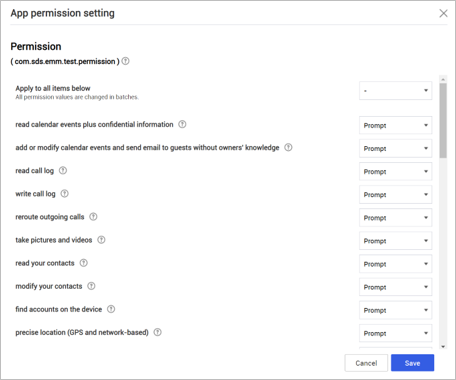 App permission setting
Permission
( com.sds.emm.test.permission )
Apply to all items below
-
All permission values are changed in batches.
read calendar events plus confidential information
Prompt
add or modify calendar events and send email to guests without owners' knowledge
Prompt
read call log
Prompt
write call log
Prompt
reroute outgoing calls
Prompt
take pictures and videos
Prompt
read your contacts
Prompt
modify your contacts
Prompt
find accounts on the device
Prompt
precise location (GPS and network-based)
Prompt
Cancel
Save